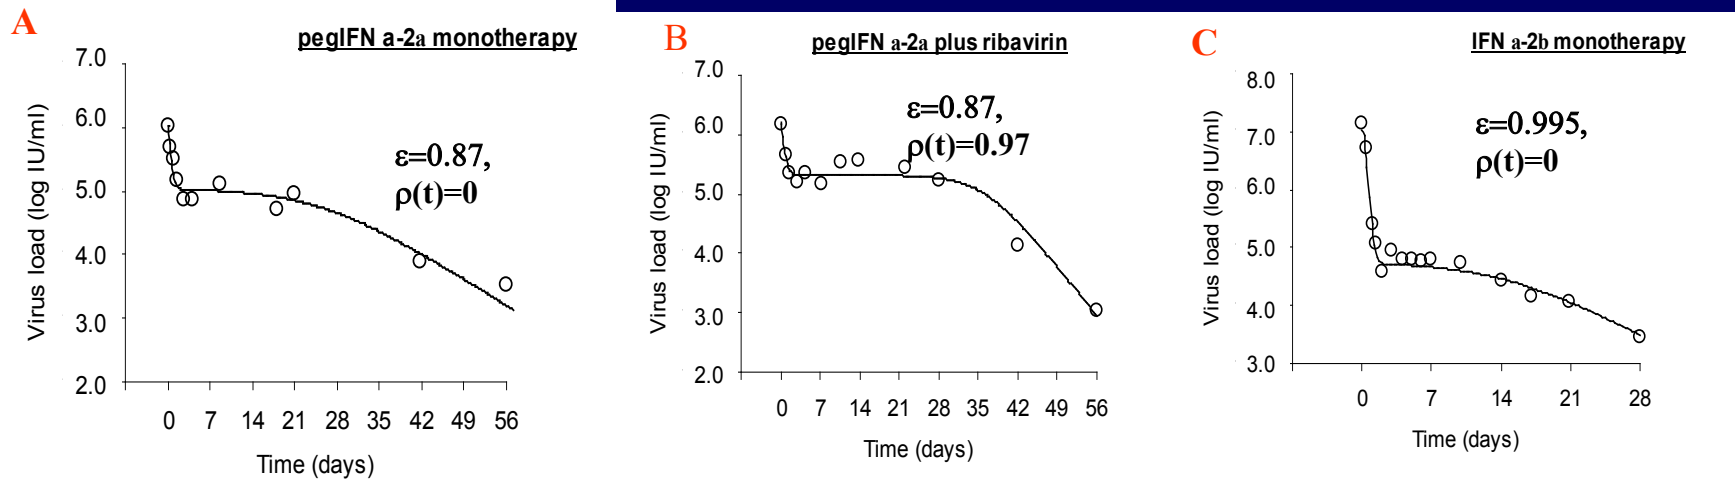 A
pegIFN a-2a monotherapy
7.0
6.0
5.0
4.0
3.0
2.0
Virus load (log IU/ml)
ε=0.87,
ρ(t)=0
0 7 14 21 28 35 42 49 56
Time (days)
B
pegIFN a-2a plus ribavirin
7.0
6.0
5.0
4.0
3.0
2.0
Virus load (log IU/ml)
ε=0.87,
ρ(t)=0.97
0 7 14 21 28 35 42 49 56
Time (days)
C
IFN a-2b monotherapy
8.0
7.0
6.0
5.0
4.0
3.0
Virus load (log IU/ml)
ε=0.995,
ρ(t)=0
0 7 14 21 28
Time (days)